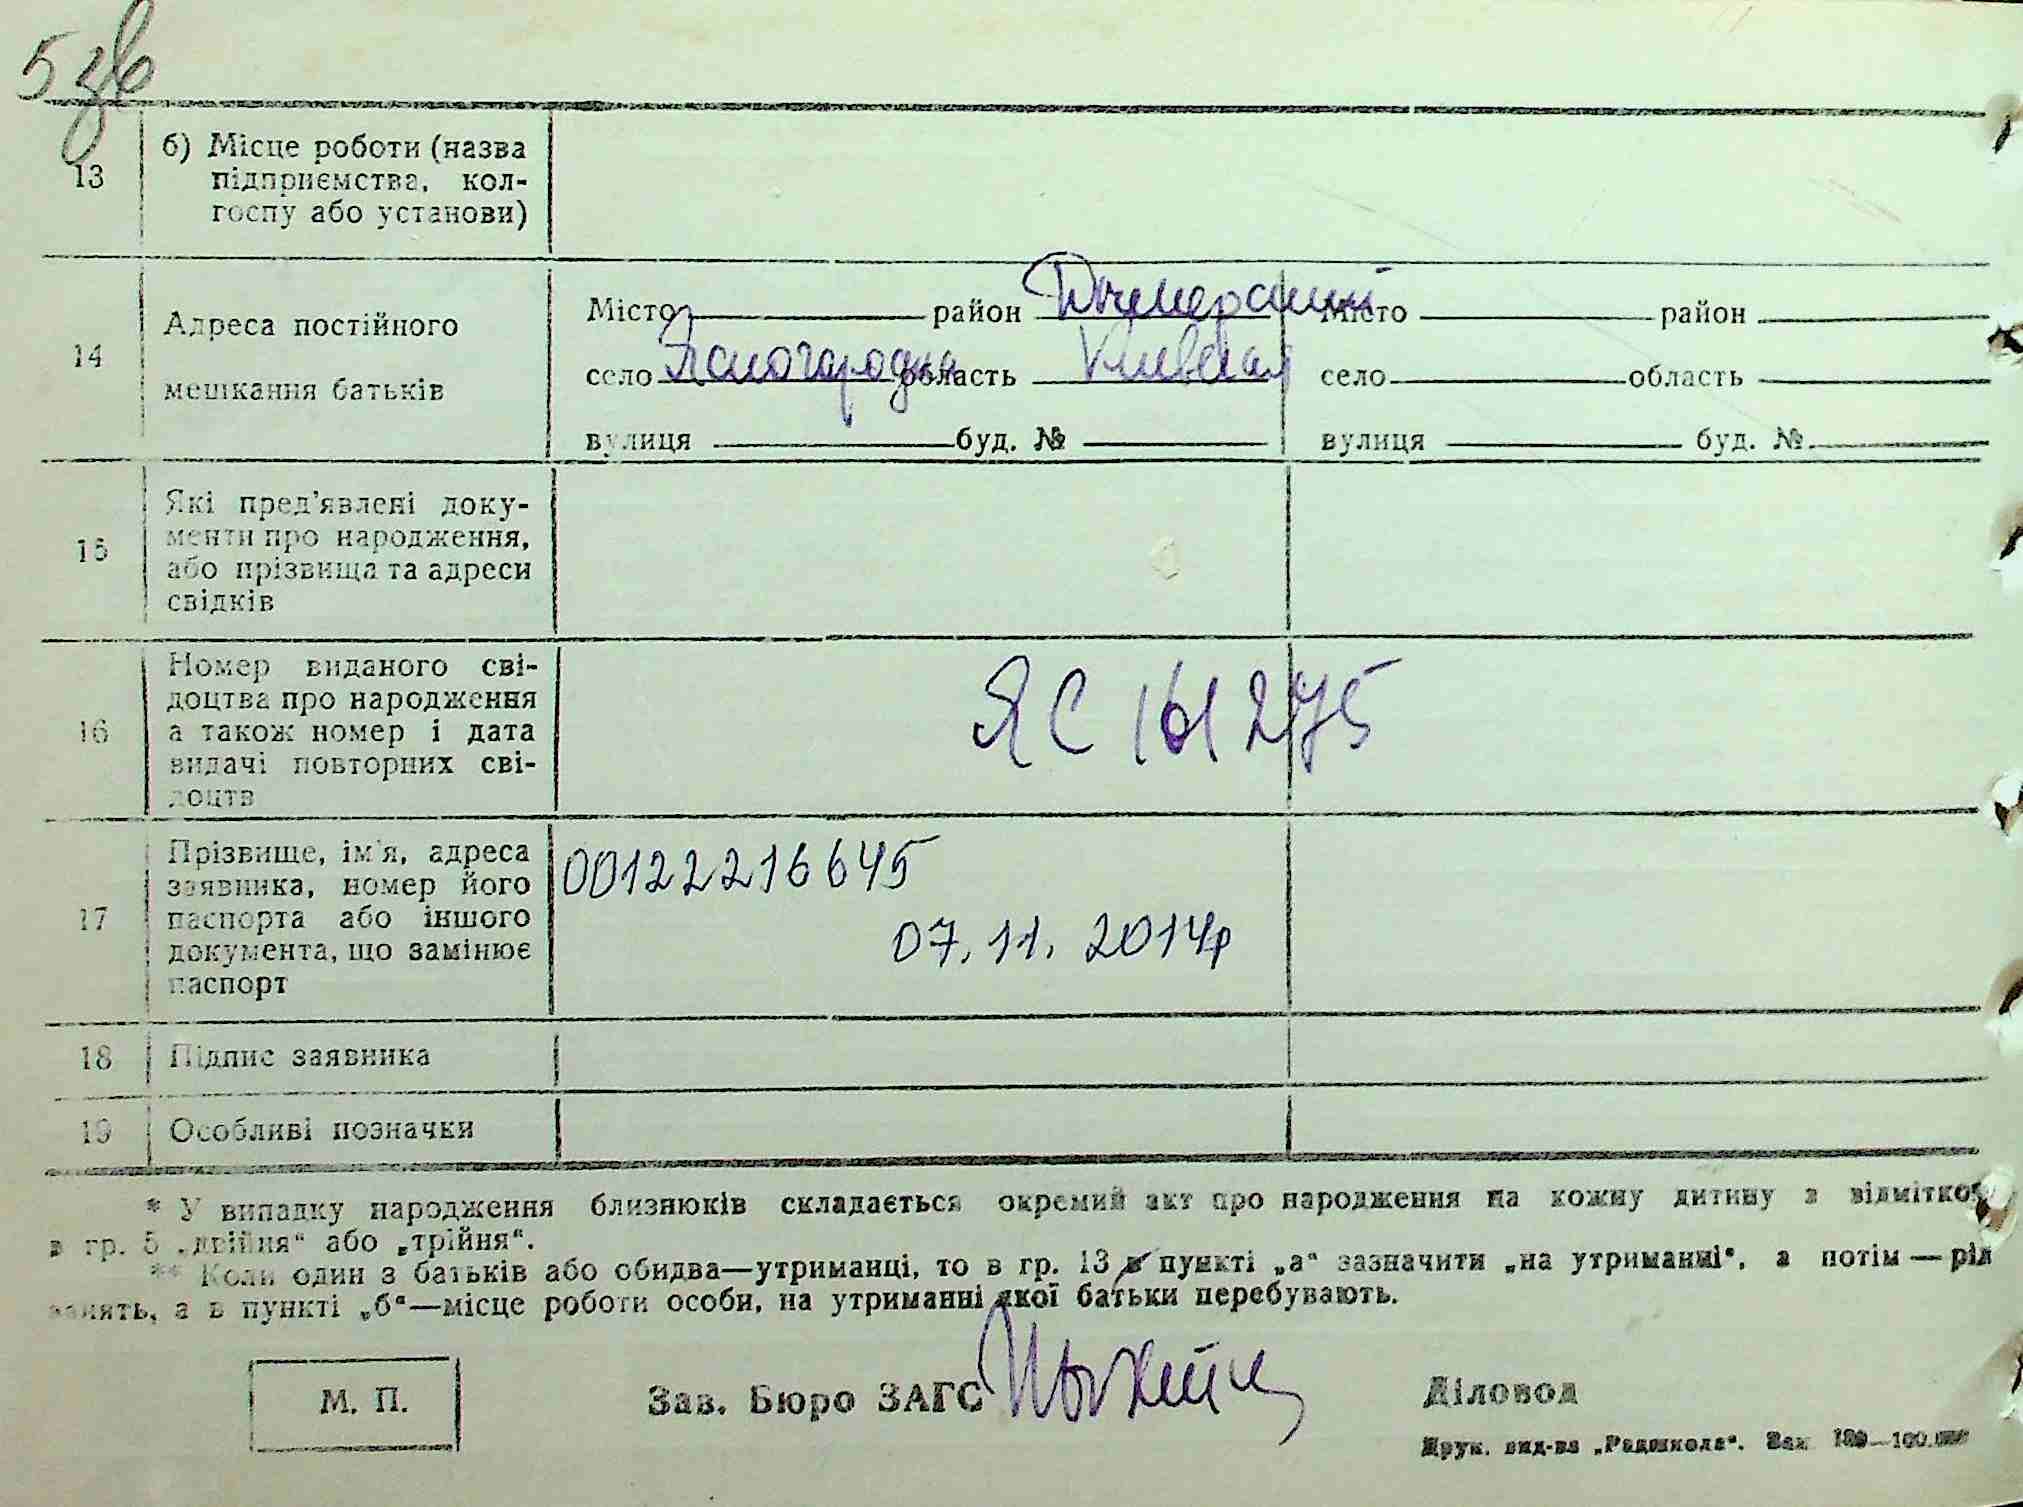 5 зв
13
б) Місце роботи (назва
підприємства, кол-
госпу або установи)
14
Адреса постійного
мешкання батьків
Місто район Дымерский
село Ясногородка область Киевская
вулиця буд. №
Місто район
село область
вулиця буд. №
15
Які пред'явлені доку-
менти про народження,
або прізвища та адреси
свідків
16
Номер виданого сві-
доцтва про народження
а також номер і дата
видачі повторних сві-
доцтв
ЯС 161275
17
Прізвище, ім'я, адреса
заявника, номер його
паспорта або іншого
документа, що замінює
паспорт
00122216645
07.11.2014р
18
Підпис заявника
19
Особливі позначки
* У випадку народження близнюків складається окремий акт про народження на кожну дитину з відміткою
в гр. 5 „двійня“ або „трійня“.
** Коли один з батьків або обидва—утриманці, то в гр. 13 в пункті „а“ зазначити „на утриманні“, а потім — рід
занять, а в пункті „б“—місце роботи особи, на утриманні якої батьки перебувають.
М. П.
Зав. Бюро ЗАГС
Діловод
Друк. вид-ва „Радшкола“. Зам